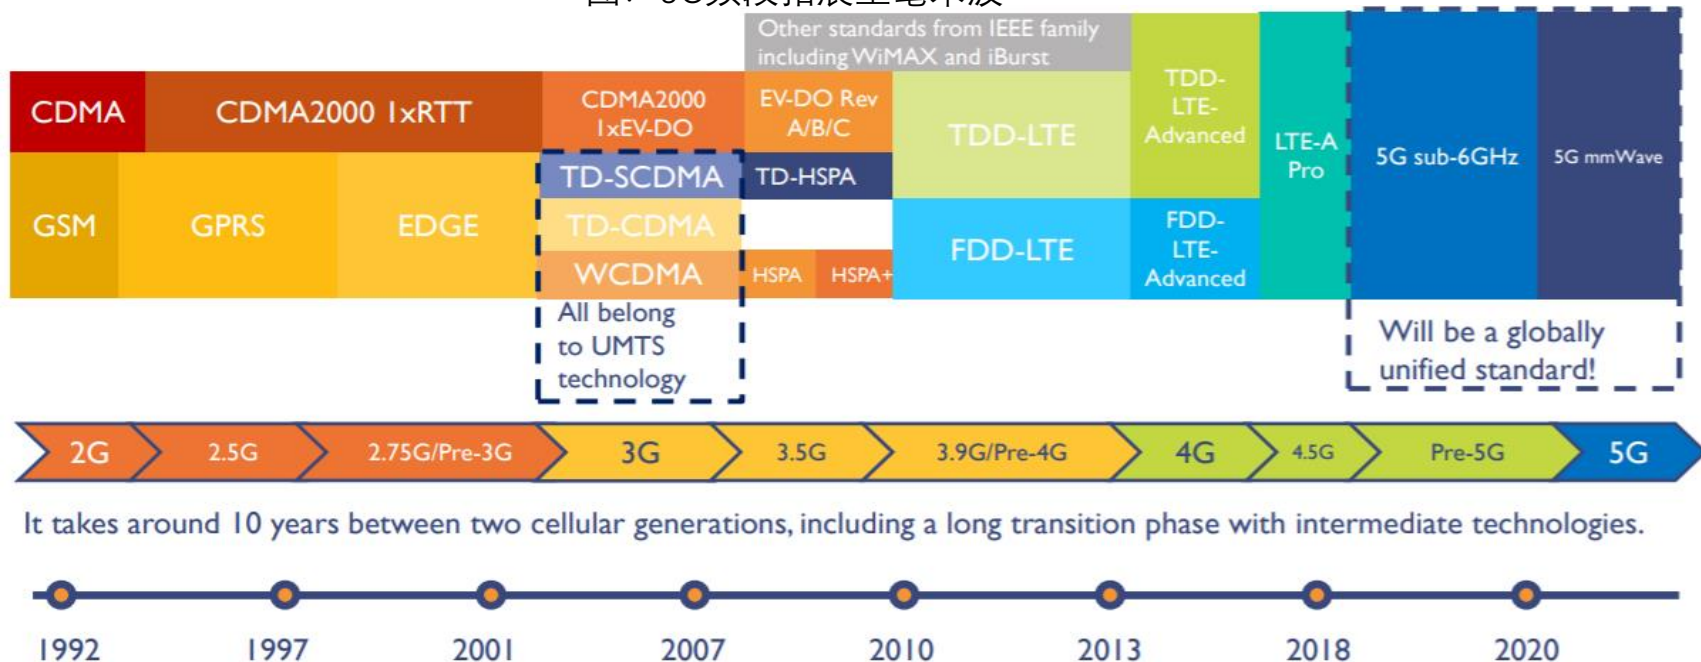 Other standards from IEEE family
including WiMAX and iBurst
CDMA
CDMA2000 1xRTT
CDMA2000
1xEV-DO
EV-DO Rev
A/B/C
TDD-LTE
TDD-
LTE-
Advanced
LTE-A
Pro
5G sub-6GHz
5G mmWave
TD-SCDMA
TD-HSPA
GSM
GPRS
EDGE
TD-CDMA
FDD-LTE
FDD-
LTE-
Advanced
WCDMA
HSPA
HSPA+
All belong
to UMTS
technology
Will be a globally
unified standard!
2G
2.5G
2.75G/Pre-3G
3G
3.5G
3.9G/Pre-4G
4G
4.5G
Pre-5G
5G
It takes around 10 years between two cellular generations, including a long transition phase with intermediate technologies.
1992
1997
2001
2007
2010
2013
2018
2020